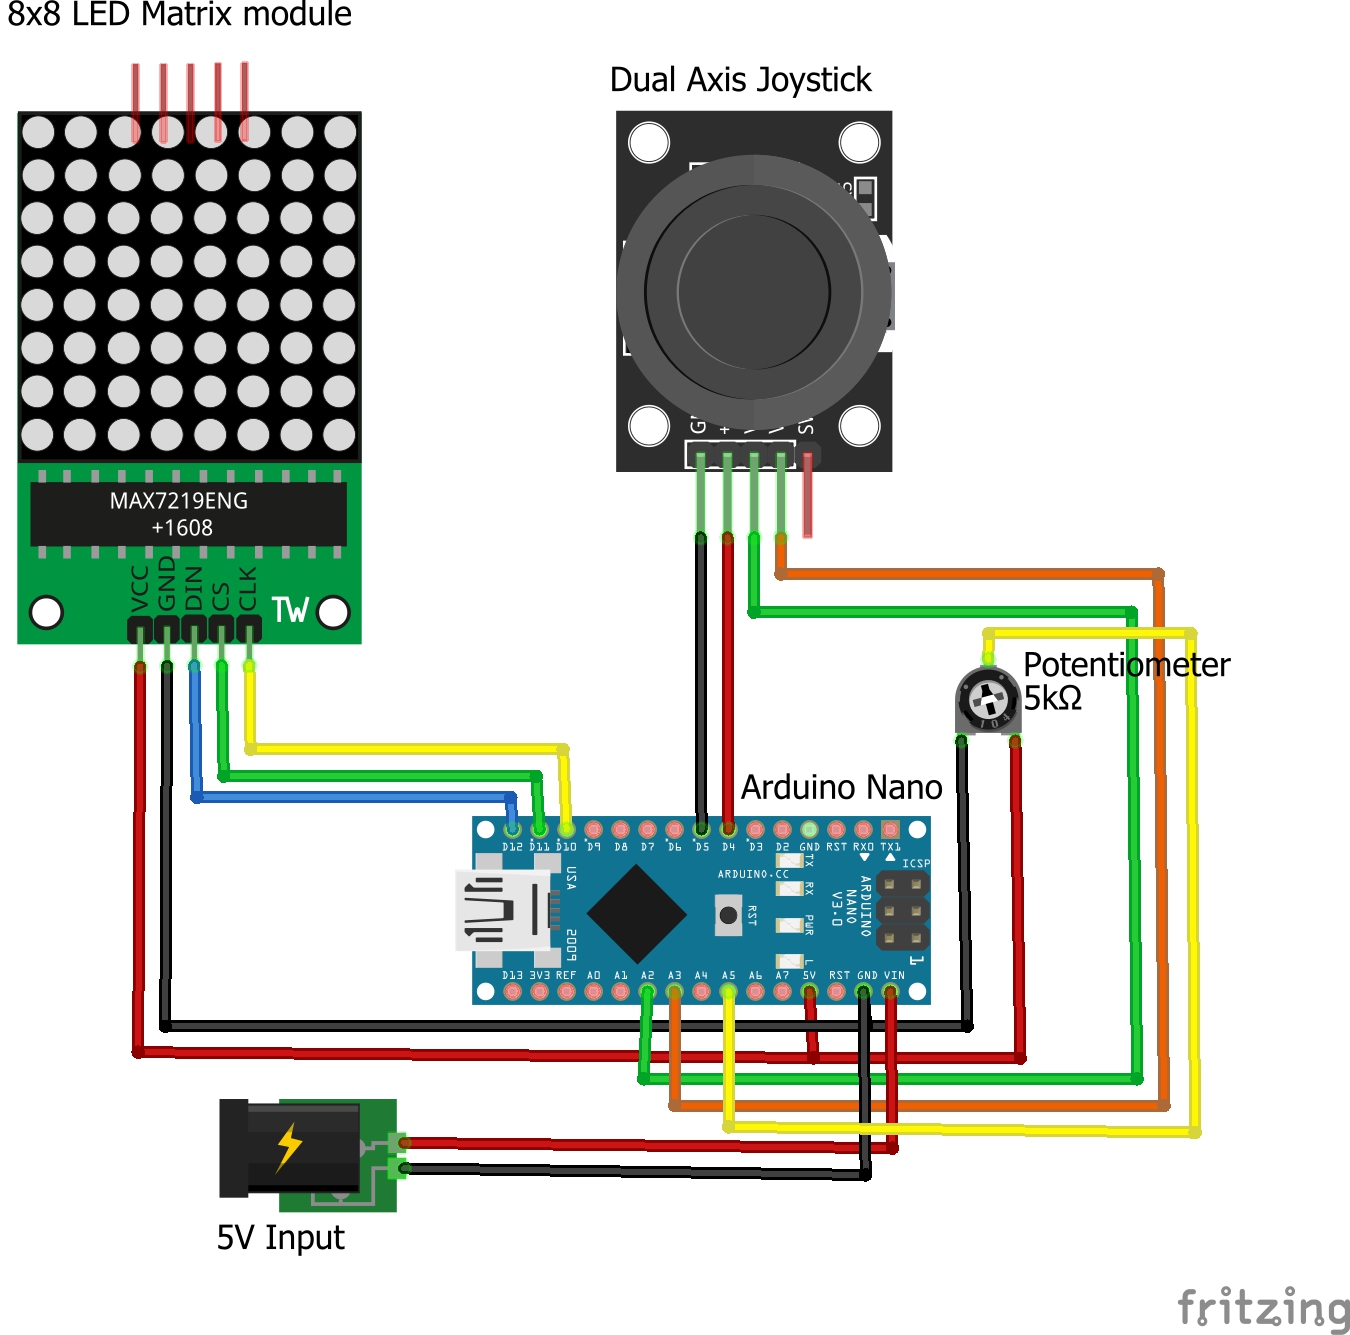 8x8 LED Matrix module
Dual Axis Joystick
MAX7219ENG
+1608
VCC
GND
DIN
CS
CLK
TW
Potentiometer
5kΩ
104
Arduino Nano
D12 D11 D10 D9 D8 D7 D6 D5 D4 D3 D2 GND RST RX0 TX1
ICSP
USA
2009
ARDUINO.CC
RST
TX
RX
PWR
L
ARDUINO
NANO
V3.0
1
D13 3V3 REF A0 A1 A2 A3 A4 A5 A6 A7 5V RST GND VIN
5V Input
fritzing